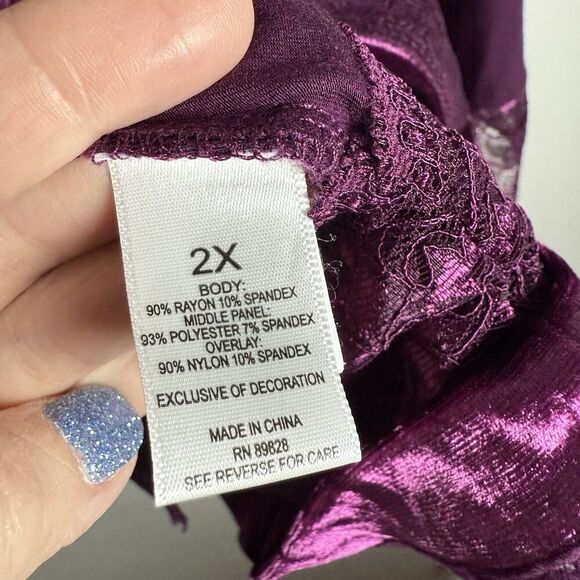 2X
BODY:
90% RAYON 10% SPANDEX
MIDDLE PANEL:
93% POLYESTER 7% SPANDEX
OVERLAY:
90% NYLON 10% SPANDEX
EXCLUSIVE OF DECORATION
MADE IN CHINA
RN 89828
SEE REVERSE FOR CARE